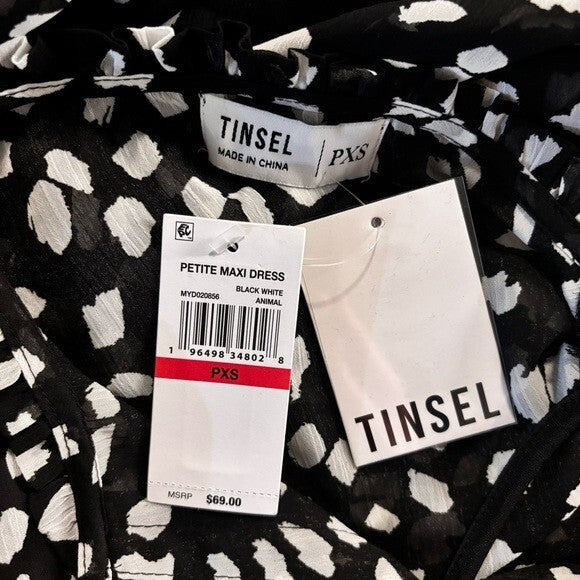 TINSEL
MADE IN CHINA
PXS
PETITE MAXI DRESS
BLACK WHITE
MYD020856
ANIMAL
1 96498 34802 8
PXS
MSRP $69.00
TINSEL